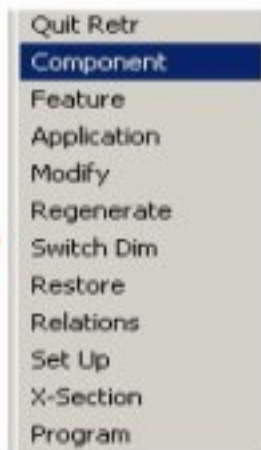 Quit Retr
Component
Feature
Application
Modify
Regenerate
Switch Dim
Restore
Relations
Set Up
X-Section
Program